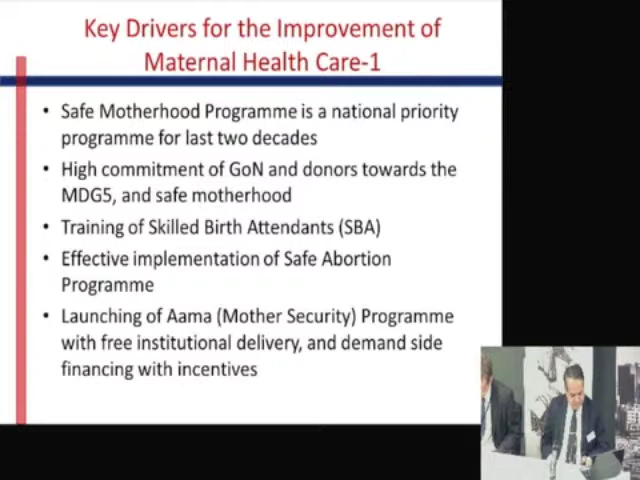 Key Drivers for the Improvement of
Maternal Health Care-1
• Safe Motherhood Programme is a national priority
programme for last two decades
• High commitment of GoN and donors towards the
MDG5, and safe motherhood
• Training of Skilled Birth Attendants (SBA)
• Effective implementation of Safe Abortion
Programme
• Launching of Aama (Mother Security) Programme
with free institutional delivery, and demand side
financing with incentives